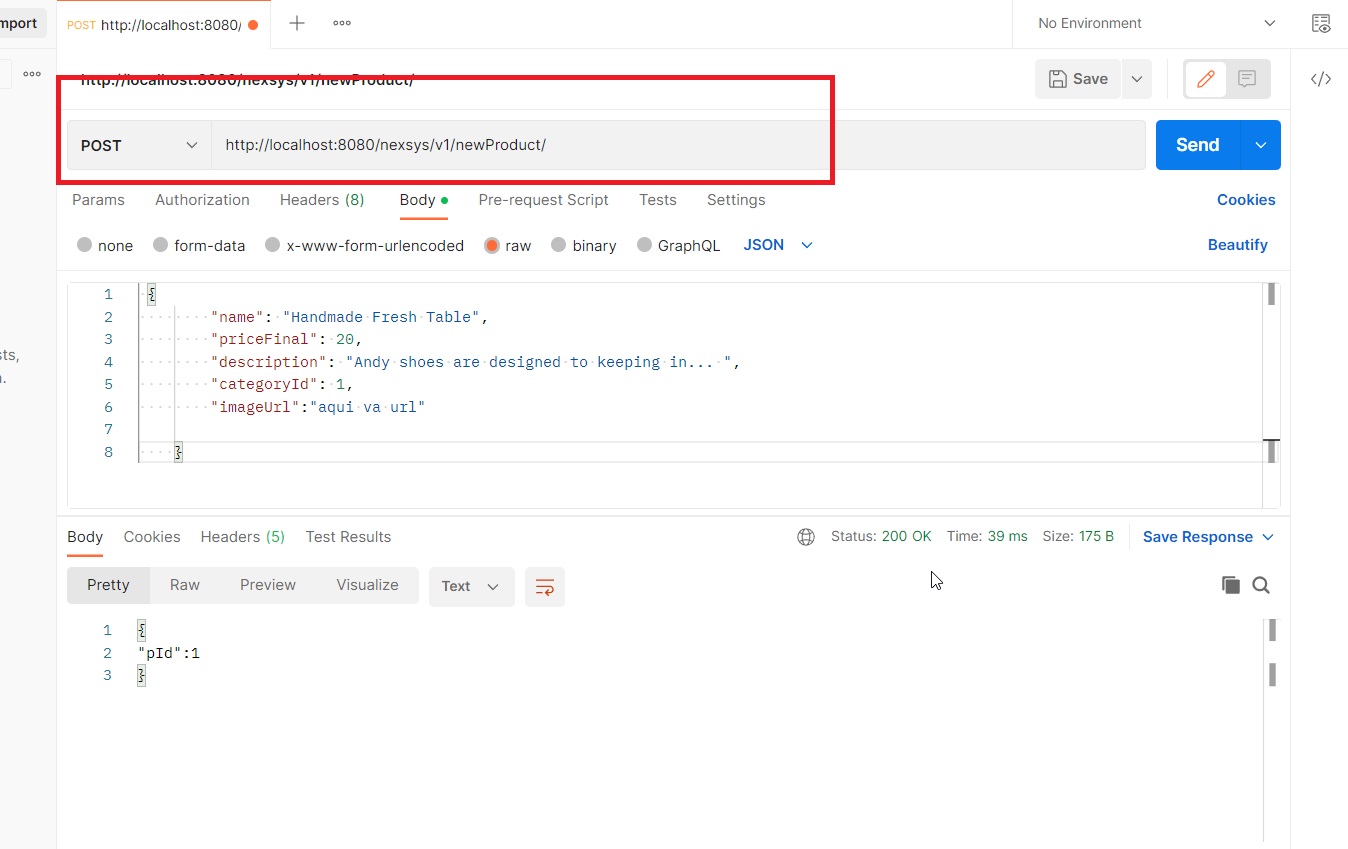 mport
POST http://localhost:8080/
No Environment
http://localhost:8080/nexsys/v1/newProduct/
Save
POST
http://localhost:8080/nexsys/v1/newProduct/
Send
Params Authorization Headers (8) Body Pre-request Script Tests Settings Cookies
none form-data x-www-form-urlencoded raw binary GraphQL JSON Beautify
1 {
2 "name": "Handmade Fresh Table",
3 "priceFinal": 20,
4 "description": "Andy shoes are designed to keeping in... ",
5 "categoryId": 1,
6 "imageUrl":"aqui va url"
7
8 }
sts,
Body Cookies Headers (5) Test Results Status: 200 OK Time: 39 ms Size: 175 B Save Response
Pretty Raw Preview Visualize Text
1 {
2 "pId":1
3 }